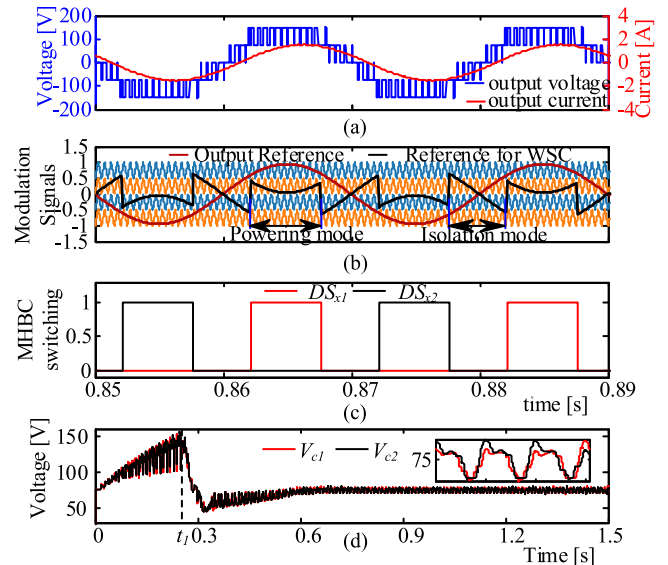 Voltage [V]
200
100
0
-100
-200
4
2
0
-2
-4
Current [A]
output voltage
output current
(a)
Modulation
Signals
1.5
1
0.5
0
-0.5
-1
-1.5
Output Reference
Reference for WSC
Powering mode
Isolation mode
(b)
MHBC
switching
1
0.5
0
DSx1
DSx2
0.85
0.86
0.87
0.88
0.89
time [s]
(c)
Voltage [V]
150
100
50
Vc1
Vc2
75
0
t1
0.3
0.6
0.9
1.2
1.5
(d)
Time [s]